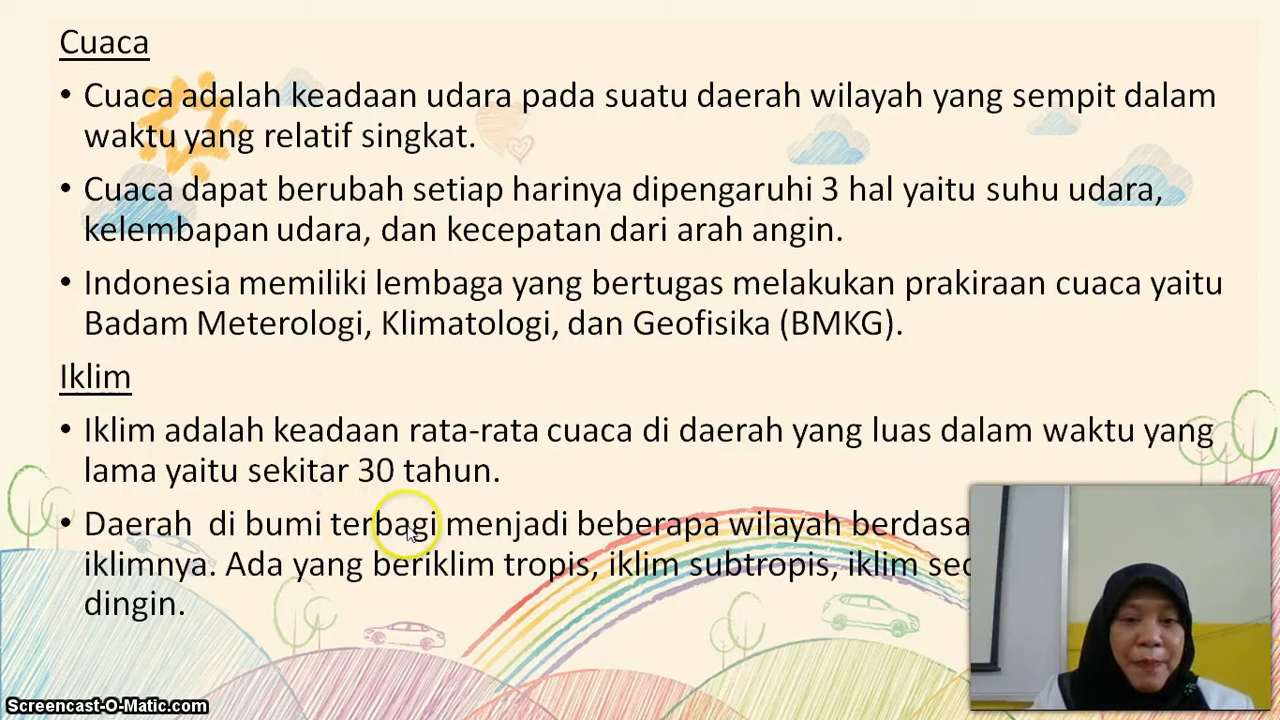 Cuaca
• Cuaca adalah keadaan udara pada suatu daerah wilayah yang sempit dalam
waktu yang relatif singkat.
• Cuaca dapat berubah setiap harinya dipengaruhi 3 hal yaitu suhu udara,
kelembapan udara, dan kecepatan dari arah angin.
• Indonesia memiliki lembaga yang bertugas melakukan prakiraan cuaca yaitu
Badam Meterologi, Klimatologi, dan Geofisika (BMKG).
Iklim
• Iklim adalah keadaan rata-rata cuaca di daerah yang luas dalam waktu yang
lama yaitu sekitar 30 tahun.
• Daerah di bumi terbagi menjadi beberapa wilayah
iklimnya. Ada yang beriklim tropis, iklim subtropis, iklim
dingin.
Screencast-O-Matic.com